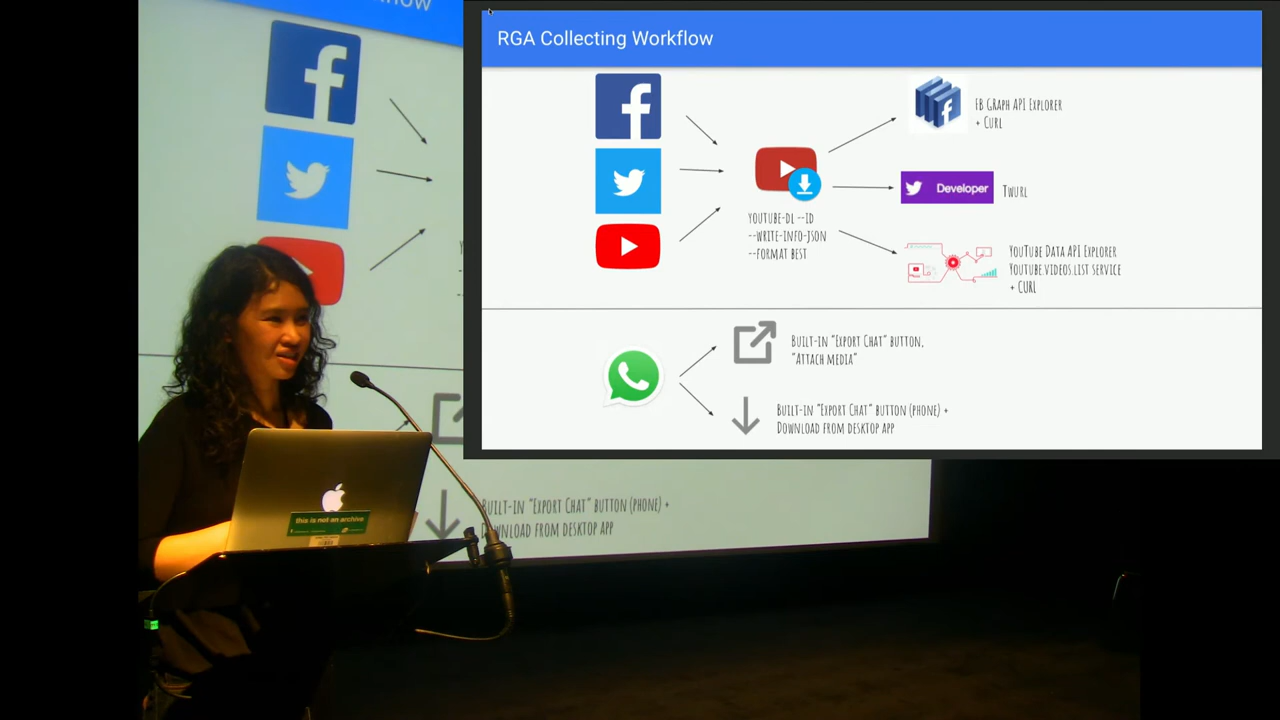 RGA Collecting Workflow
FB Graph API Explorer
+ Curl
Developer
Twurl
youtube-dl --id
--write-info-json
--format best
YouTube Data API Explorer
youtube.videos.list service
+ curl
Built-in "Export Chat" button,
"Attach media"
Built-in "Export Chat" button (phone) +
Download from desktop app
Built-in "Export Chat" button (phone) +
Download from desktop app
this is not an archive